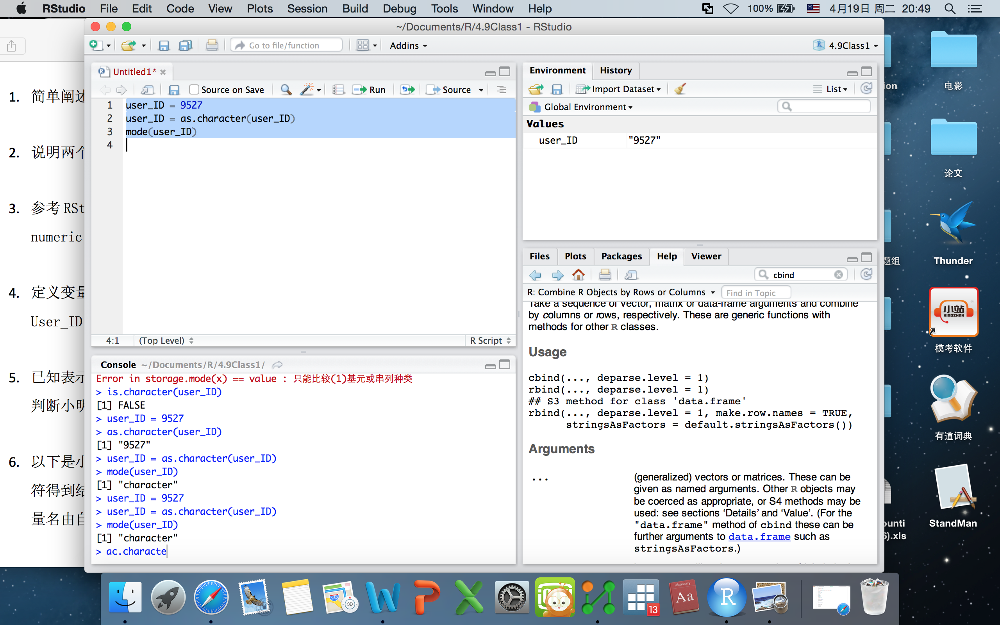 RStudio File Edit Code View Plots Session Build Debug Tools Window Help 100% 4月19日 周二 20:49
~/Documents/R/4.9Class1 - RStudio
Go to file/function Addins 4.9Class1
Untitled1*
Source on Save Run Source
1 user_ID = 9527
2 user_ID = as.character(user_ID)
3 mode(user_ID)
4
4:1 (Top Level) R Script
Console ~/Documents/R/4.9Class1/
Error in storage.mode(x) == value : 只能比较(1)基元或串列种类
> is.character(user_ID)
[1] FALSE
> user_ID = 9527
> as.character(user_ID)
[1] "9527"
> user_ID = as.character(user_ID)
> mode(user_ID)
[1] "character"
> user_ID = 9527
> user_ID = as.character(user_ID)
> mode(user_ID)
[1] "character"
> ac.characte
Environment History
Import Dataset List
Global Environment
Values
user_ID "9527"
Files Plots Packages Help Viewer
cbind
R: Combine R Objects by Rows or Columns Find in Topic
Take a sequence of vector, matrix or data-frame arguments and combine
by columns or rows, respectively. These are generic functions with
methods for other R classes.
Usage
cbind(..., deparse.level = 1)
rbind(..., deparse.level = 1)
## S3 method for class 'data.frame'
rbind(..., deparse.level = 1, make.row.names = TRUE,
stringsAsFactors = default.stringsAsFactors())
Arguments
... (generalized) vectors or matrices. These can be
given as named arguments. Other R objects may
be coerced as appropriate, or S4 methods may be
used: see sections ‘Details’ and ‘Value’. (For the
"data.frame" method of cbind these can be
further arguments to data.frame such as
stringsAsFactors.)
1. 简单阐述
2. 说明两个
3. 参考 RSt
numeric
4. 定义变量
User_ID
5. 已知表示
判断小明
6. 以下是小
符得到结
量名由自
ion
电影
论文
题组
Thunder
小站
XIAOZHAN
模考软件
有道词典
StandMan
ounti
6).xls
280
3D
13
Dictionary
Aa
R